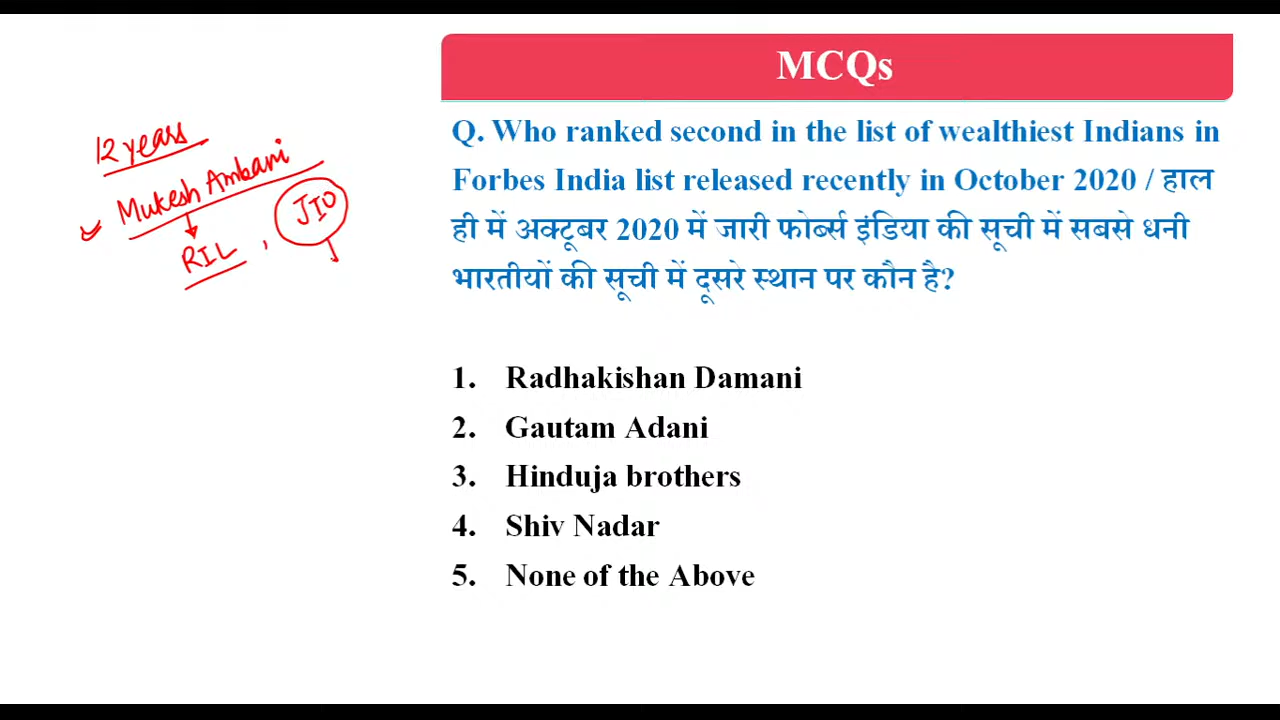 MCQs
12 years
Mukesh Ambani
RIL , JIO
Q. Who ranked second in the list of wealthiest Indians in
Forbes India list released recently in October 2020 / हाल
ही में अक्टूबर 2020 में जारी फोर्ब्स इंडिया की सूची में सबसे धनी
भारतीयों की सूची में दूसरे स्थान पर कौन है?
1. Radhakishan Damani
2. Gautam Adani
3. Hinduja brothers
4. Shiv Nadar
5. None of the Above